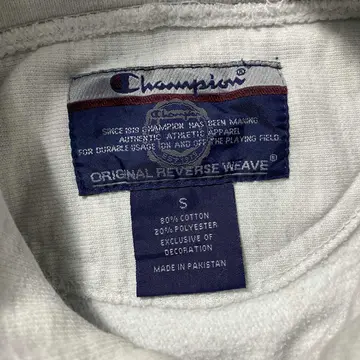 Champion
SINCE 1919 CHAMPION HAS BEEN MAKING
AUTHENTIC ATHLETIC APPAREL
FOR DURABLE USAGE ON AND OFF THE PLAYING FIELD
ORIGINAL REVERSE WEAVE®
S
80% COTTON
20% POLYESTER
EXCLUSIVE OF
DECORATION
MADE IN PAKISTAN